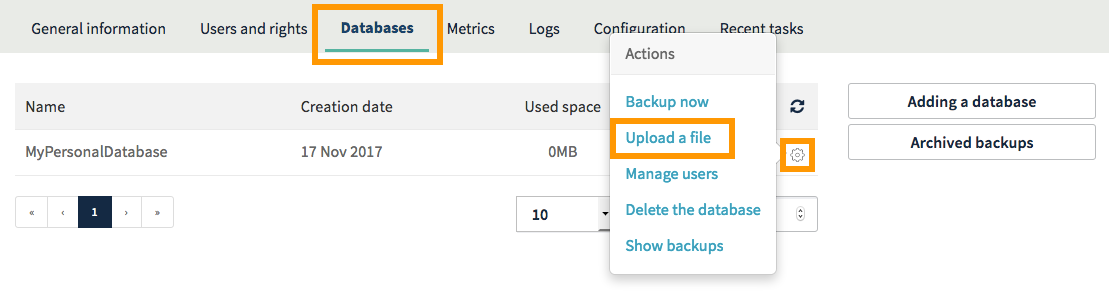 General information Users and rights Databases Metrics Logs Configuration Recent tasks
Actions
Name Creation date Used space
Backup now
Adding a database
Upload a file
MyPersonalDatabase 17 Nov 2017 0MB
Archived backups
Manage users
« ‹ 1 › » 10
Delete the database
Show backups